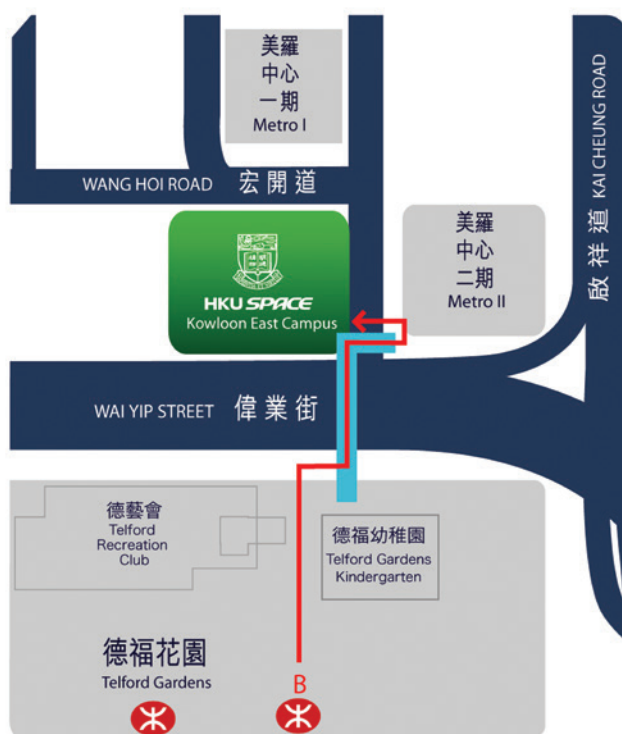 美羅
中心
一期
Metro I
KAI CHEUNG ROAD
啟祥道
WANG HOI ROAD 宏開道
美羅
中心
二期
Metro II
HKU SPACE
Kowloon East Campus
WAI YIP STREET 偉業街
德藝會
Telford
Recreation
Club
德福幼稚園
Telford Gardens
Kindergarten
德福花園
Telford Gardens
B